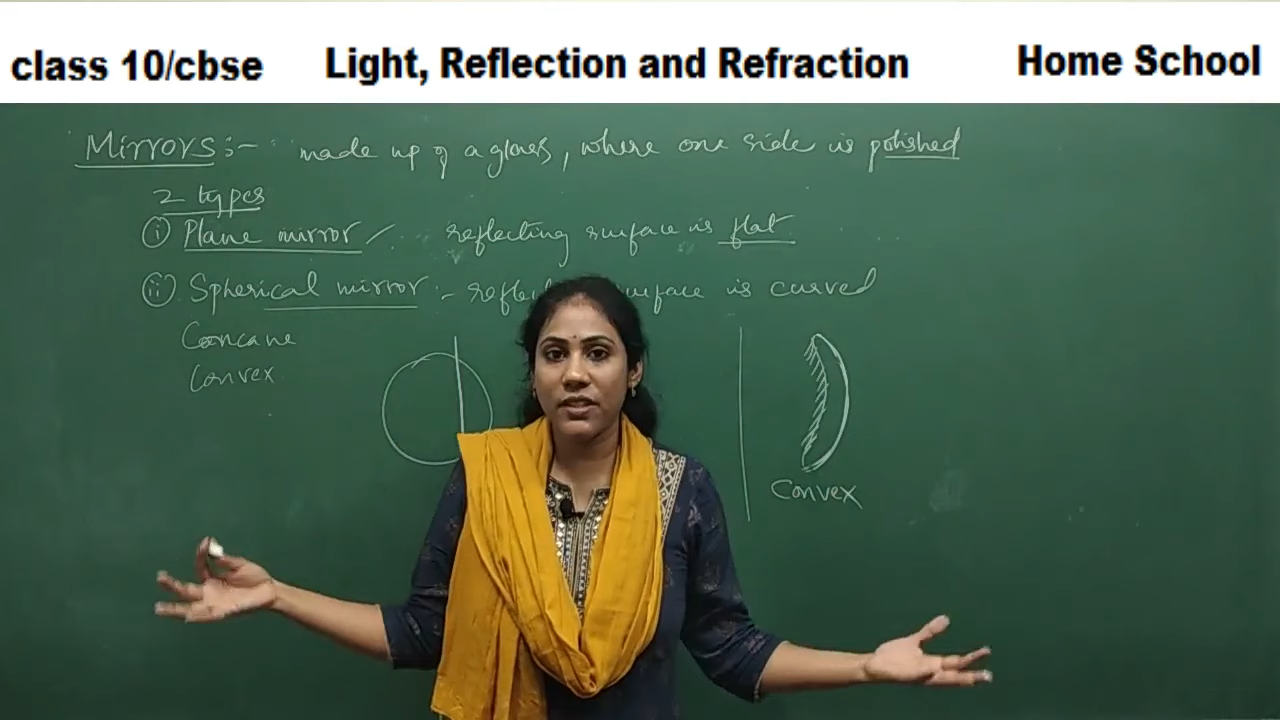 class 10/cbse Light, Reflection and Refraction Home School
Mirrors :- made up of a glass, where one side is polished
2 types
i) Plane mirror reflecting surface is flat
ii) Spherical mirror :- surface is curved
Concave
Convex
Convex